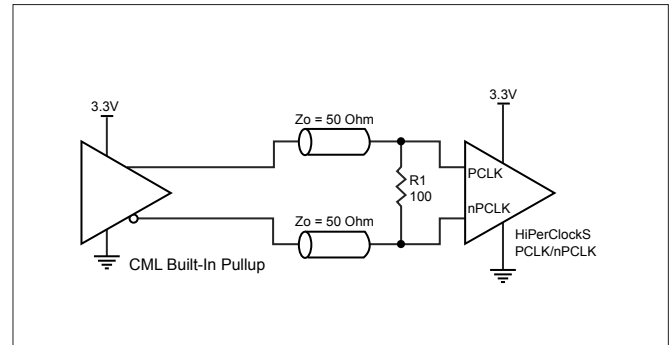 3.3V
3.3V
Zo = 50 Ohm
R1
100
PCLK
nPCLK
Zo = 50 Ohm
HiPerClockS
PCLK/nPCLK
CML Built-In Pullup